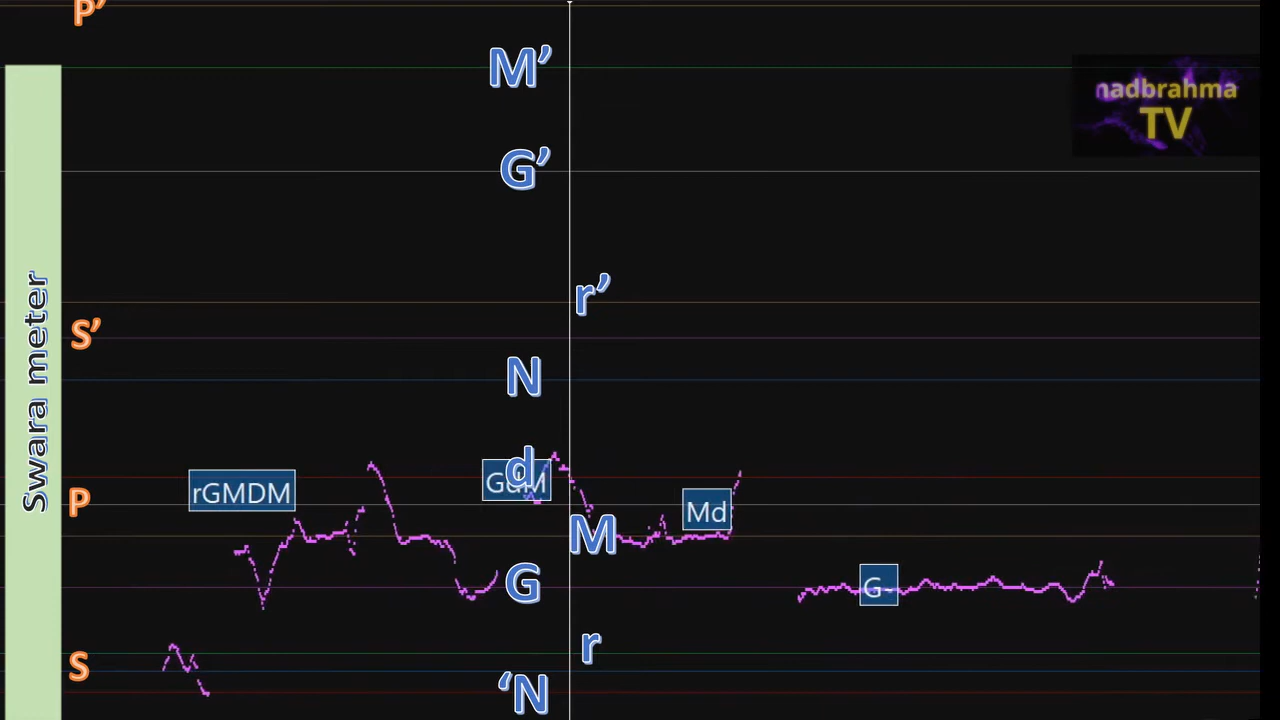 P’
M’
nadbrahma
TV
G’
r’
S’
Swara meter
N
d
rGMDM
GdM
P
Md
M
G
G-
r
S
‘N